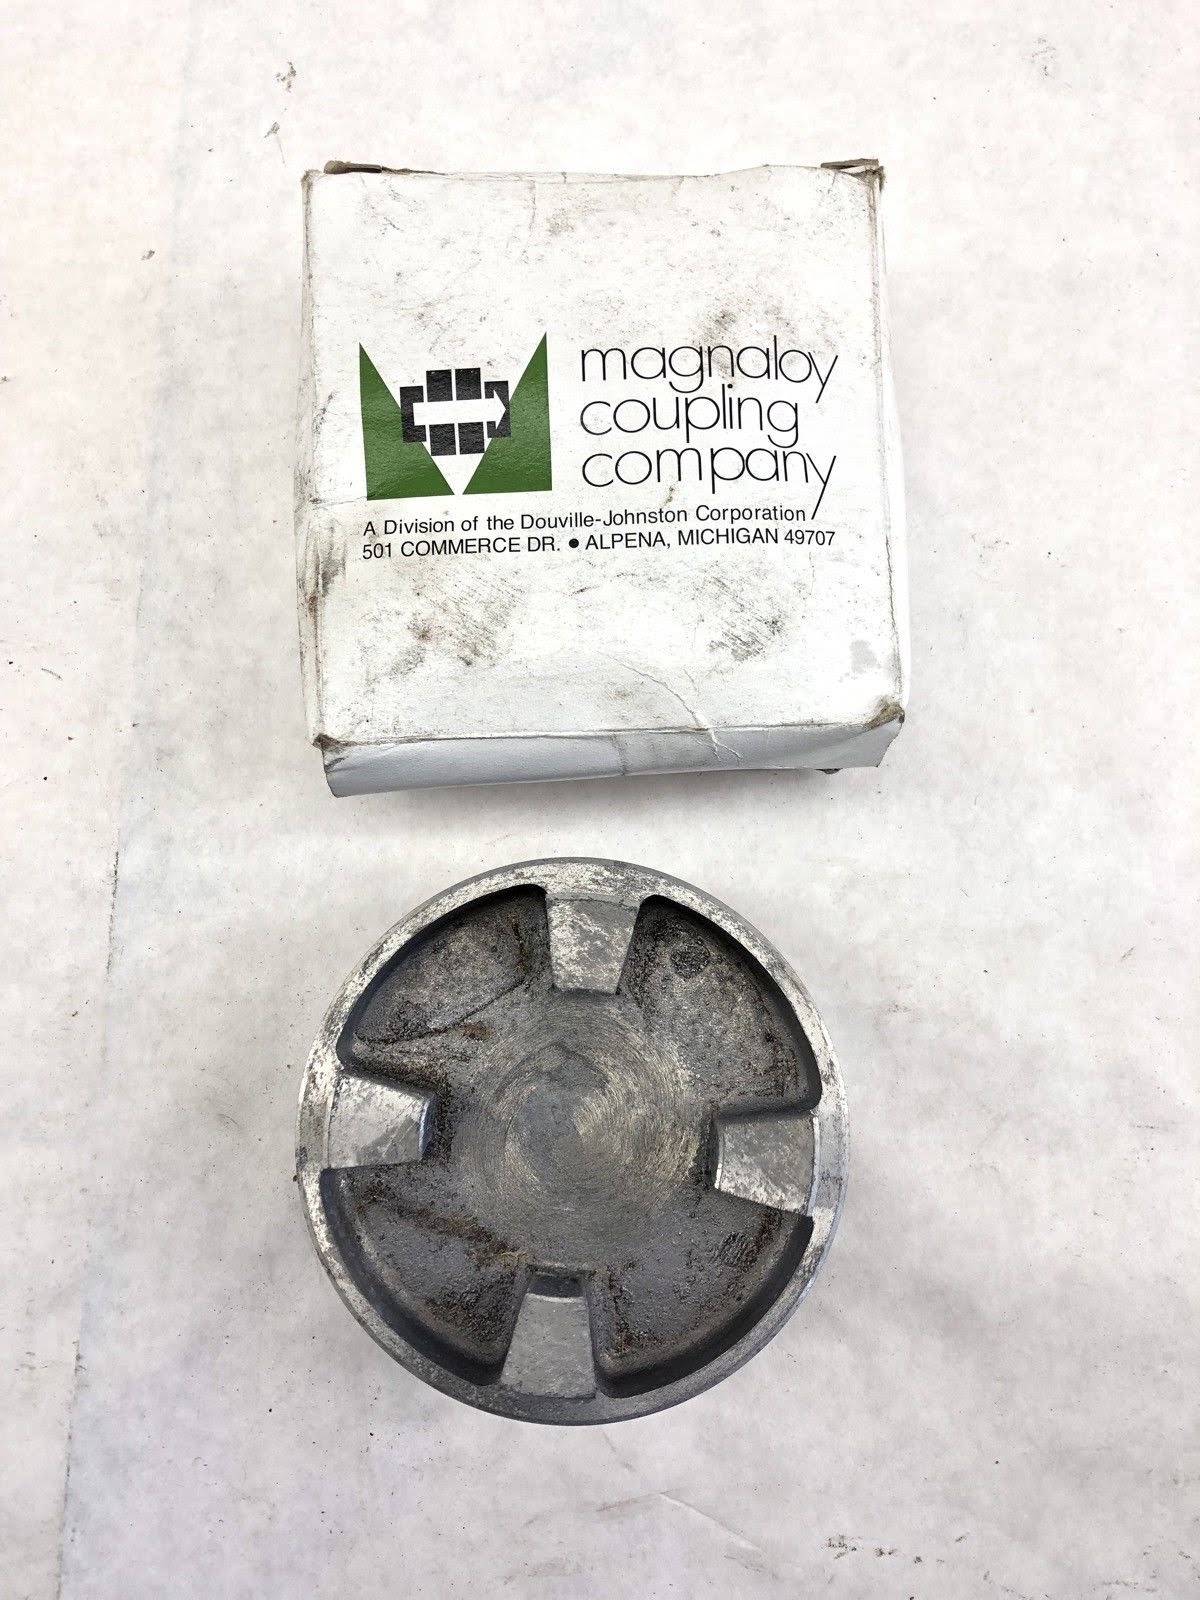 magnaloy
coupling
company
A Division of the Douville-Johnston Corporation
501 COMMERCE DR. • ALPENA, MICHIGAN 49707